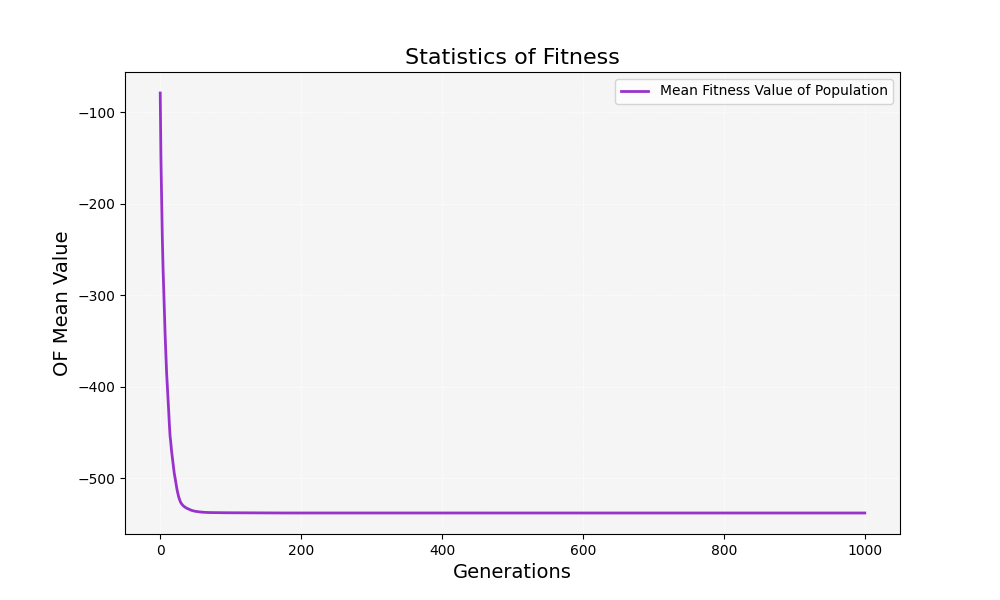 Statistics of Fitness
Mean Fitness Value of Population
OF Mean Value
−100
−200
−300
−400
−500
0 200 400 600 800 1000
Generations